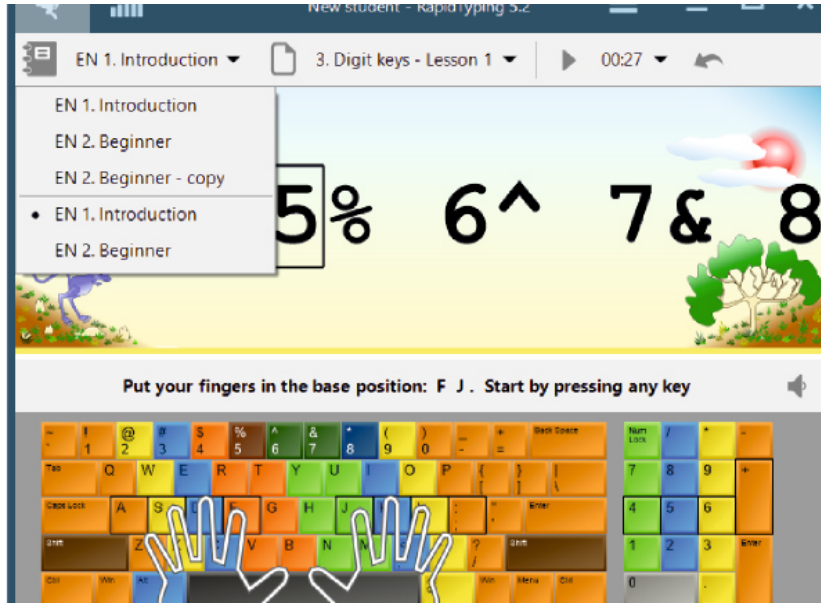 New student - RapidTyping 5.2
EN 1. Introduction
3. Digit keys - Lesson 1
00:27
EN 1. Introduction
EN 2. Beginner
EN 2. Beginner - copy
• EN 1. Introduction
EN 2. Beginner
5% 6^ 7& 8
Put your fingers in the base position: F J . Start by pressing any key
~ ! @ # $ % ^ & * ( ) _ + Back Space
` 1 2 3 4 5 6 7 8 9 0 - =
Num Lock / * -
Tab Q W E R T Y U I O P { } |
[ ] \
7 8 9 +
Caps Lock A S D F G H J : " Enter
; '
4 5 6
Shift Z V B N M ? Shift
/
1 2 3 Enter
Ctrl Win Alt Win Menu Ctrl
0 .